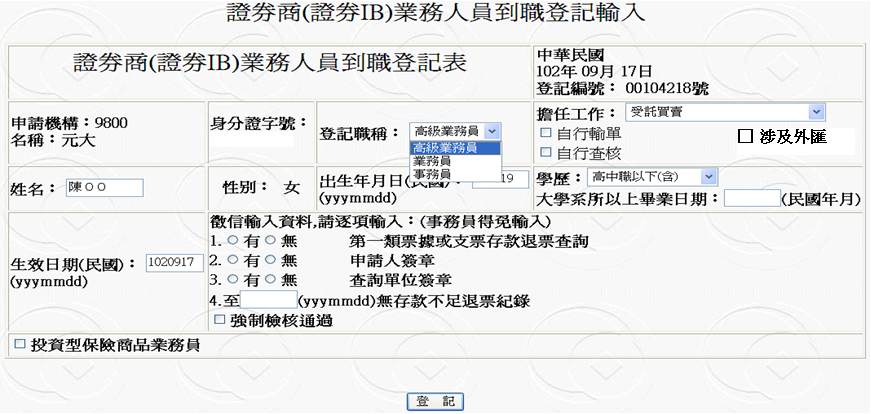 證券商(證券IB)業務人員到職登記輸入
證券商(證券IB)業務人員到職登記表
中華民國
102年 09月 17日
登記編號： 00104218號
申請機構：9800
名稱：元大
身分證字號：
登記職稱： 高級業務員
高級業務員
業務員
事務員
擔任工作： 受託買賣
自行輸單
自行查核
涉及外匯
姓名： 陳○○
性別： 女
出生年月日(民國)： 19
(yyymmdd)
學歷： 高中職以下(含)
大學系所以上畢業日期： (民國年月)
生效日期(民國)： 1020917
(yyymmdd)
徵信輸入資料,請逐項輸入：(事務員得免輸入)
1. 有 無 第一類票據或支票存款退票查詢
2. 有 無 申請人簽章
3. 有 無 查詢單位簽章
4.至 (yyymmdd)無存款不足退票紀錄
強制檢核通過
投資型保險商品業務員
登 記